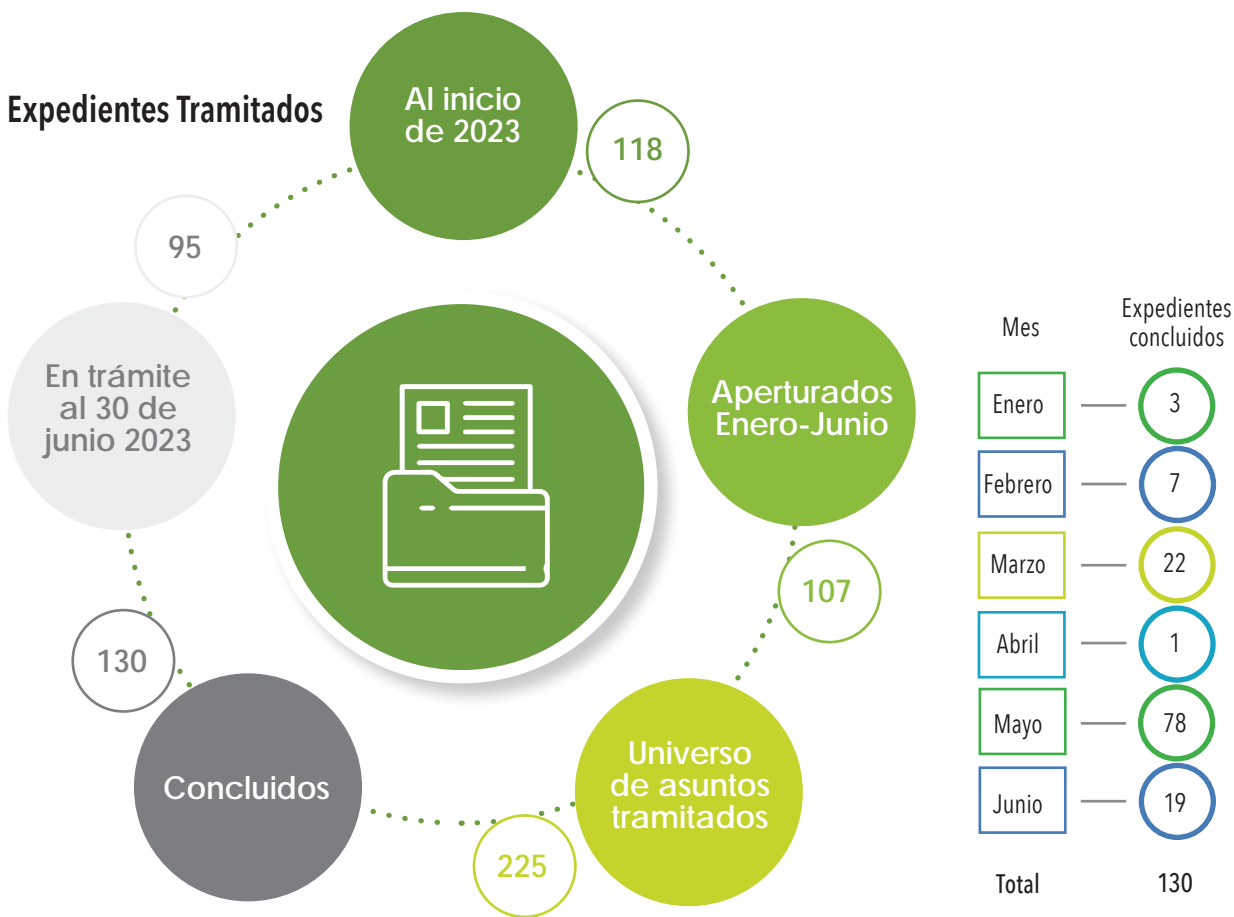 Expedientes Tramitados
Al inicio
de 2023
118
Aperturados
Enero-Junio
107
Universo
de asuntos
tramitados
225
Concluidos
130
En trámite
al 30 de
junio 2023
95
Mes
Expedientes
concluidos
Enero 3
Febrero 7
Marzo 22
Abril 1
Mayo 78
Junio 19
Total 130